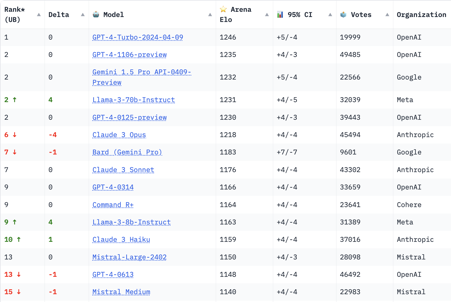 Rank* (UB) Delta 🤖 Model ⭐ Arena Elo 📊 95% CI 🗳️ Votes Organization
1 0 GPT-4-Turbo-2024-04-09 1246 +5/-4 19999 OpenAI
2 0 GPT-4-1106-preview 1235 +4/-3 49485 OpenAI
2 0 Gemini 1.5 Pro API-0409-Preview 1232 +5/-4 22566 Google
2 ↑ 4 Llama-3-70b-Instruct 1231 +4/-5 32039 Meta
2 0 GPT-4-0125-preview 1230 +4/-3 39443 OpenAI
6 ↓ -4 Claude 3 Opus 1218 +4/-4 45494 Anthropic
7 ↓ -1 Bard (Gemini Pro) 1183 +7/-7 9601 Google
7 0 Claude 3 Sonnet 1176 +4/-4 43302 Anthropic
9 0 GPT-4-0314 1166 +4/-4 33659 OpenAI
9 0 Command R+ 1164 +4/-4 23641 Cohere
9 ↑ 4 Llama-3-8b-Instruct 1163 +4/-4 31389 Meta
10 ↑ 1 Claude 3 Haiku 1159 +4/-4 37016 Anthropic
13 0 Mistral-Large-2402 1150 +4/-3 28098 Mistral
13 ↓ -1 GPT-4-0613 1148 +4/-4 46492 OpenAI
15 ↓ -1 Mistral Medium 1140 +4/-4 22983 Mistral